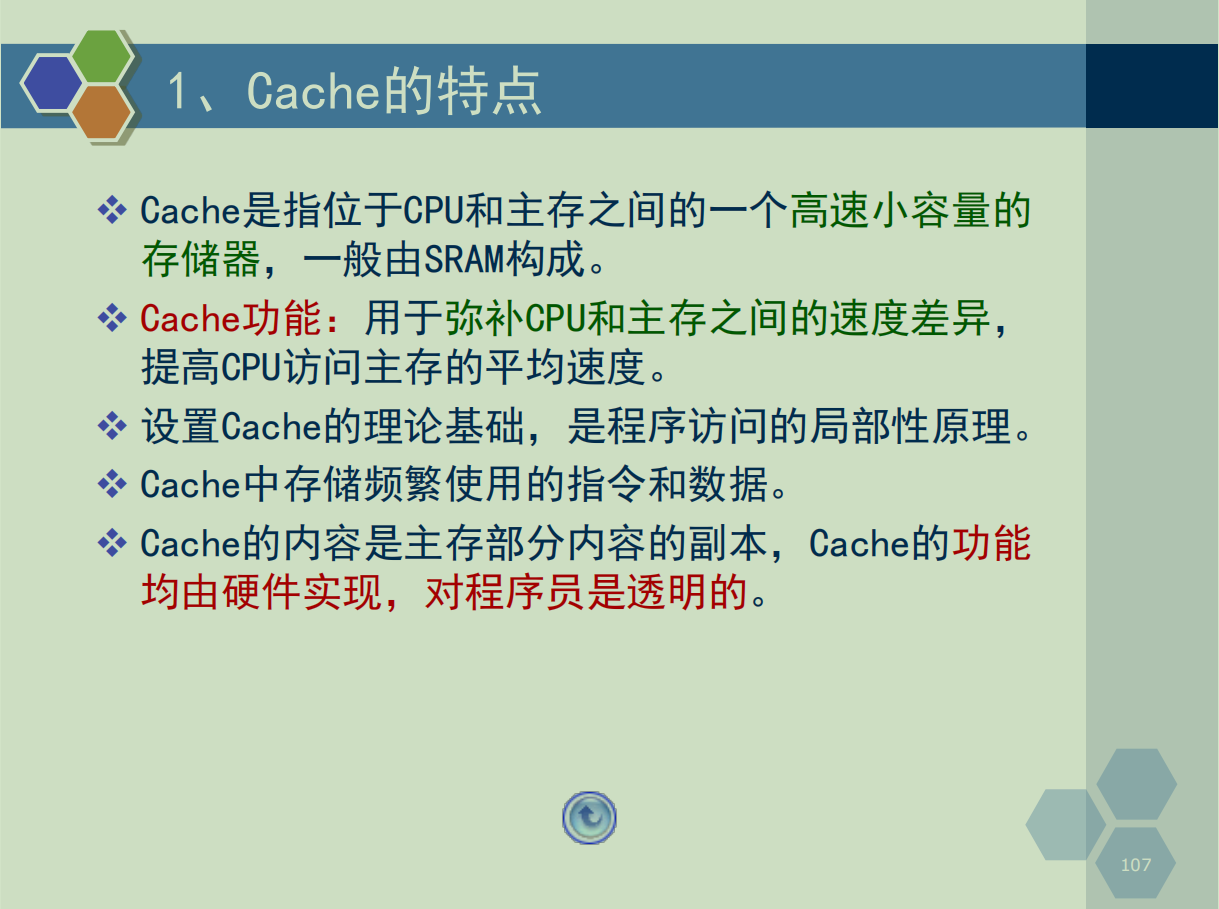 1、Cache的特点
Cache是指位于CPU和主存之间的一个高速小容量的
存储器，一般由SRAM构成。
Cache功能：用于弥补CPU和主存之间的速度差异，
提高CPU访问主存的平均速度。
设置Cache的理论基础，是程序访问的局部性原理。
Cache中存储频繁使用的指令和数据。
Cache的内容是主存部分内容的副本，Cache的功能
均由硬件实现，对程序员是透明的。
107